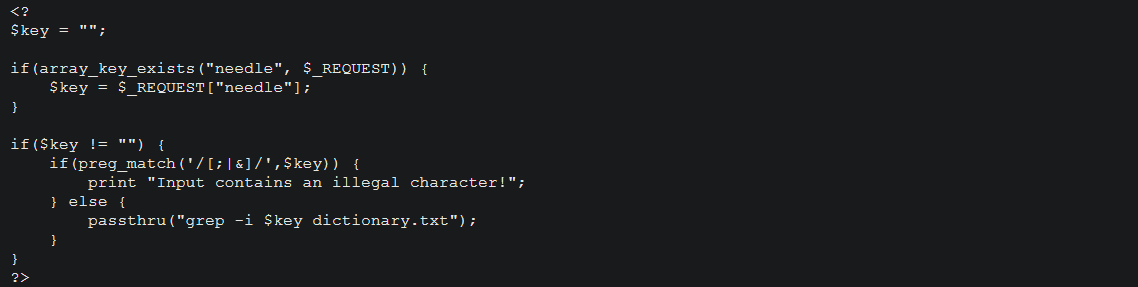 <?
$key = "";

if(array_key_exists("needle", $_REQUEST)) {
    $key = $_REQUEST["needle"];
}

if($key != "") {
    if(preg_match('/[;|&]/',$key)) {
        print "Input contains an illegal character!";
    } else {
        passthru("grep -i $key dictionary.txt");
    }
}
?>